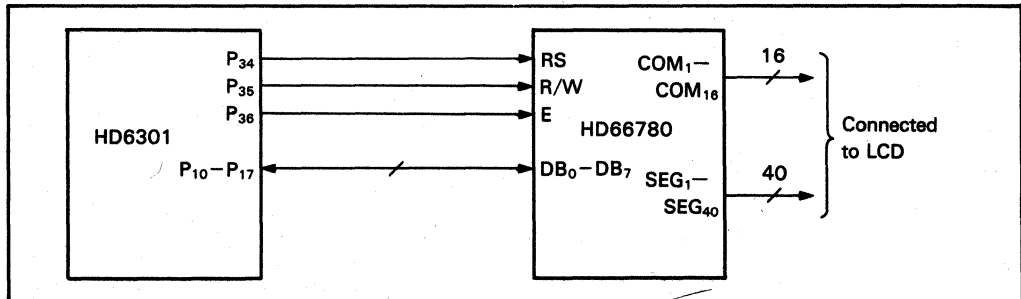 HD6301
P34
P35
P36
P10−P17
RS
R/W
E
DB0−DB7
HD66780
COM1−
COM16
SEG1−
SEG40
16
40
Connected
to LCD